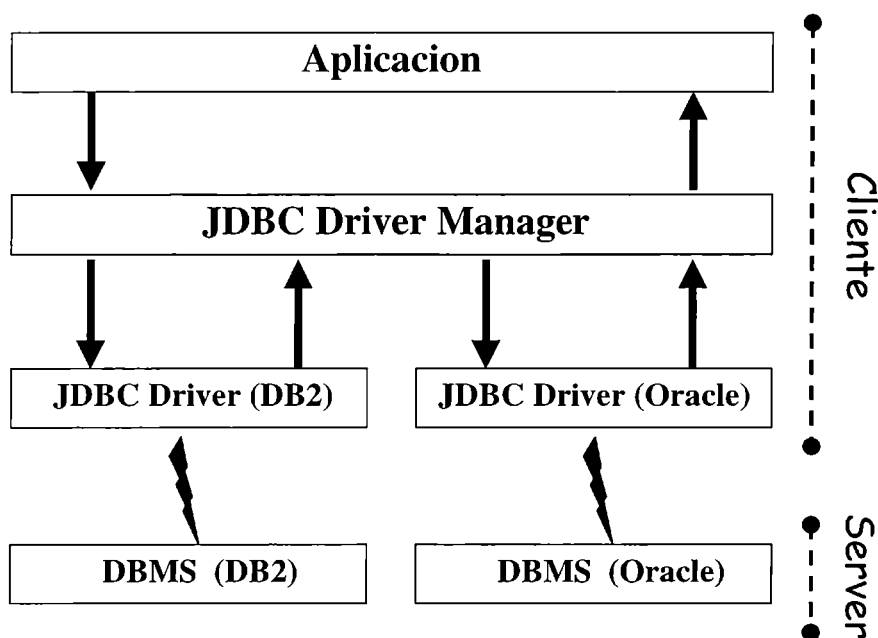 Aplicacion
JDBC Driver Manager
JDBC Driver (DB2)
JDBC Driver (Oracle)
DBMS (DB2)
DBMS (Oracle)
Cliente
Server